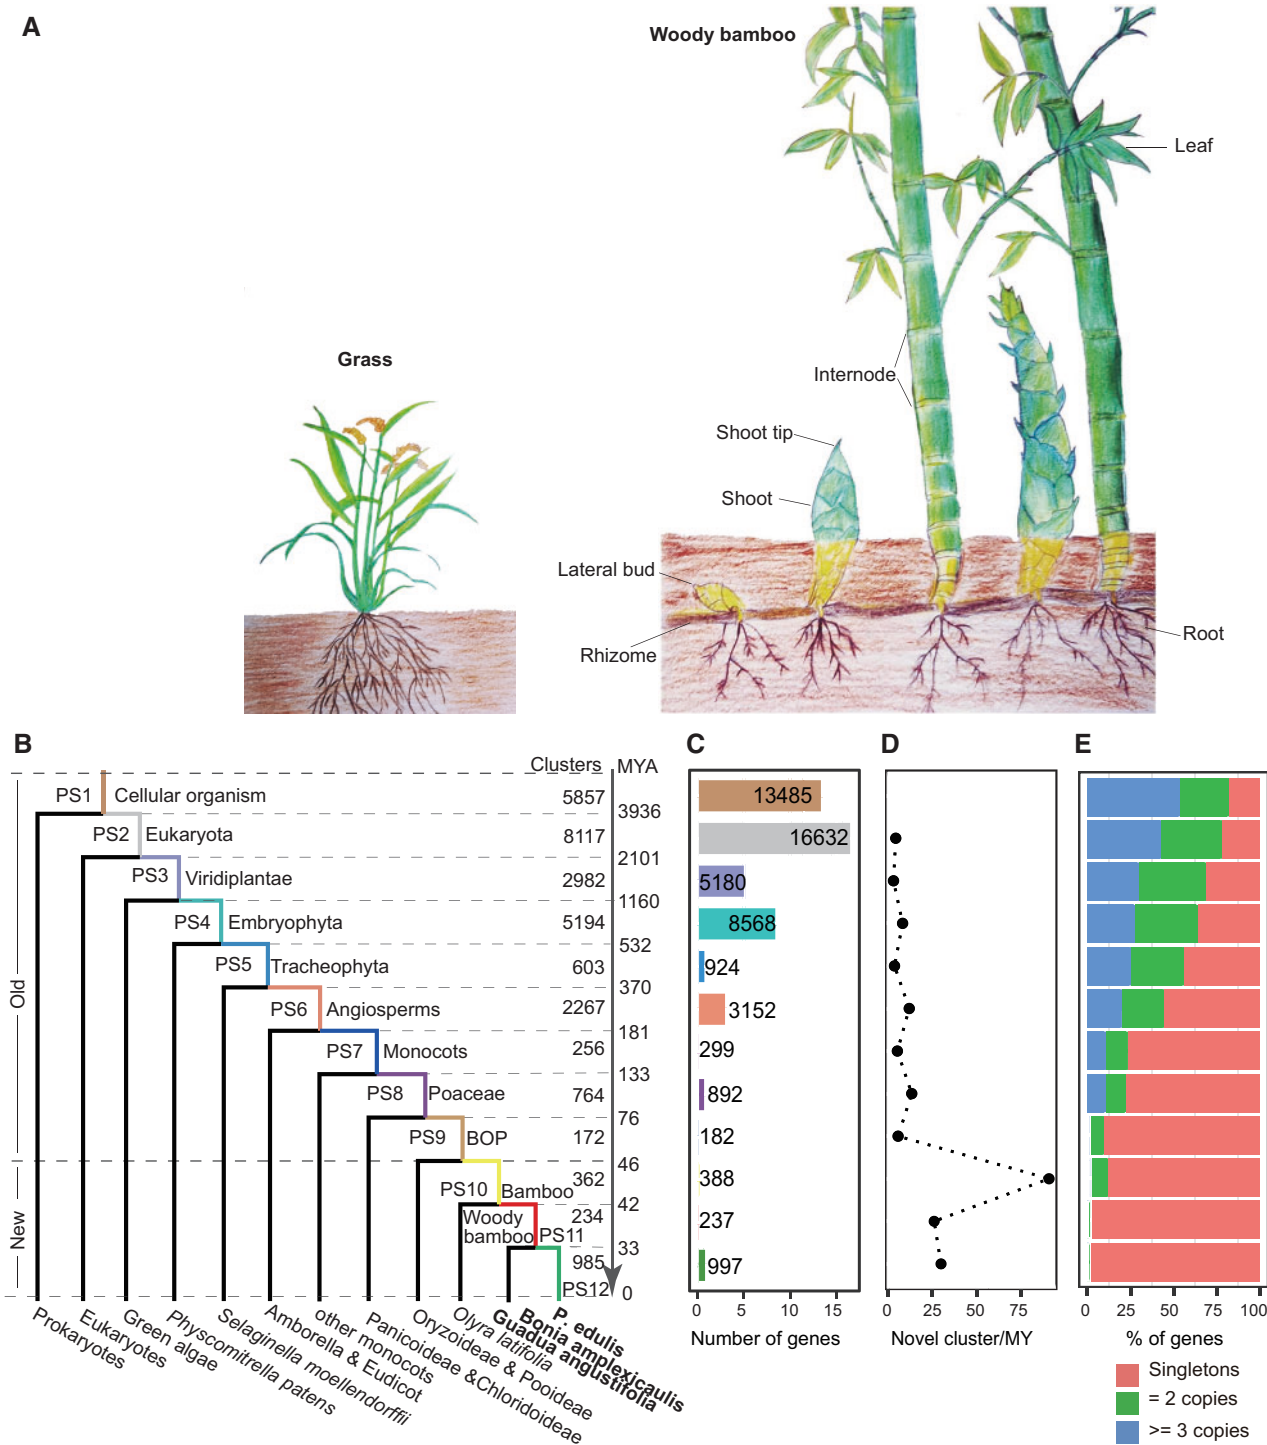 A
Woody bamboo
Leaf
Grass
Internode
Shoot tip
Shoot
Lateral bud
Rhizome
Root
B
Clusters
MYA
Old
New
PS1
Cellular organism
5857
3936
PS2
Eukaryota
8117
2101
PS3
Viridiplantae
2982
1160
PS4
Embryophyta
5194
532
PS5
Tracheophyta
603
370
PS6
Angiosperms
2267
181
PS7
Monocots
256
133
PS8
Poaceae
764
76
PS9
BOP
172
46
PS10
Bamboo
362
42
Woody
bamboo
PS11
234
33
985
PS12
0
Prokaryotes
Eukaryotes
Green algae
Physcomitrella patens
Selaginella moellendorffii
Amborella & Eudicot
other monocots
Panicoideae &Chloridoideae
Oryzoideae & Pooideae
Olyra latifolia
Guadua angustifolia
Bonia amplexicaulis
P. edulis
C
13485
16632
5180
8568
924
3152
299
892
182
388
237
997
0 5 10 15
Number of genes
D
0 25 50 75
Novel cluster/MY
E
0 25 50 75 100
% of genes
Singletons
= 2 copies
>= 3 copies